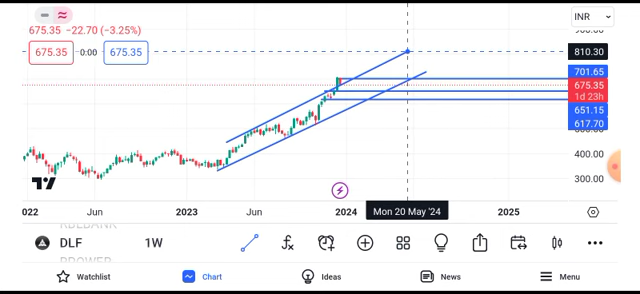 INR
675.35 −22.70 (−3.25%)
675.35 0.00 675.35
810.30
701.65
675.35
1d 23h
651.15
617.70
400.00
300.00
2022 Jun 2023 Jun 2024 Mon 20 May '24 2025
DLF 1W
Watchlist Chart Ideas News Menu